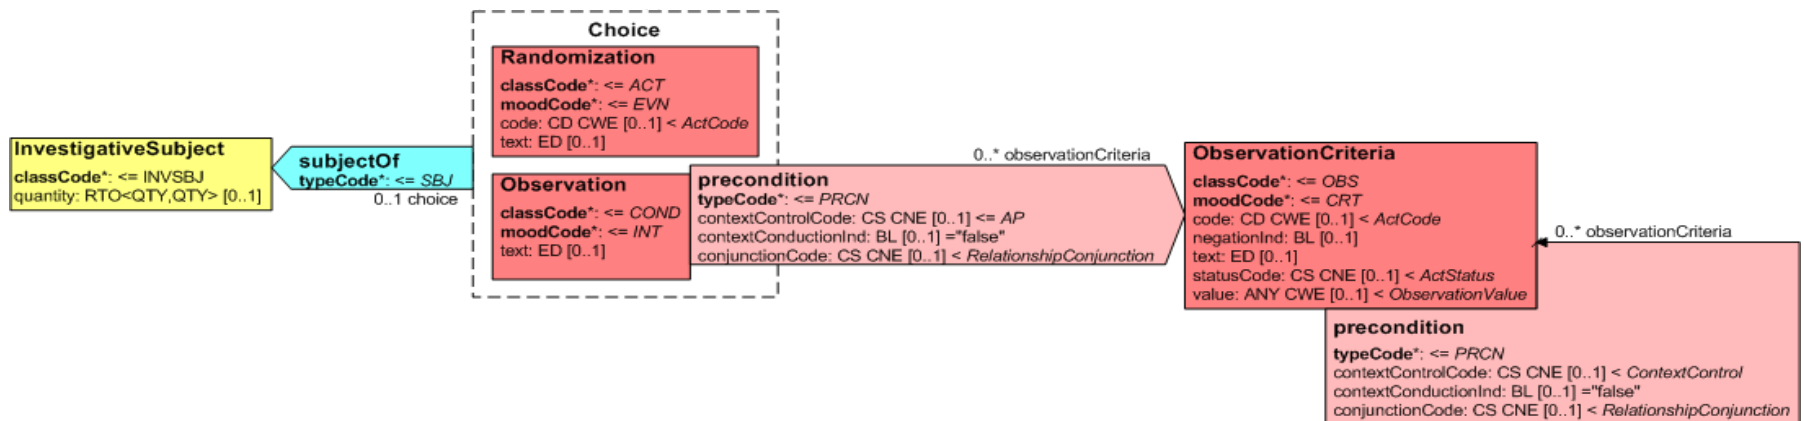 Choice
Randomization
classCode*: <= ACT
moodCode*: <= EVN
code: CD CWE [0..1] < ActCode
text: ED [0..1]
InvestigativeSubject
classCode*: <= INVSBJ
quantity: RTO<QTY,QTY> [0..1]
subjectOf
typeCode*: <= SBJ
0..1 choice
Observation
classCode*: <= COND
moodCode*: <= INT
text: ED [0..1]
0..* observationCriteria
precondition
typeCode*: <= PRCN
contextControlCode: CS CNE [0..1] <= AP
contextConductionInd: BL [0..1] ="false"
conjunctionCode: CS CNE [0..1] < RelationshipConjunction
ObservationCriteria
classCode*: <= OBS
moodCode*: <= CRT
code: CD CWE [0..1] < ActCode
negationInd: BL [0..1]
text: ED [0..1]
statusCode: CS CNE [0..1] < ActStatus
value: ANY CWE [0..1] < ObservationValue
0..* observationCriteria
precondition
typeCode*: <= PRCN
contextControlCode: CS CNE [0..1] < ContextControl
contextConductionInd: BL [0..1] ="false"
conjunctionCode: CS CNE [0..1] < RelationshipConjunction